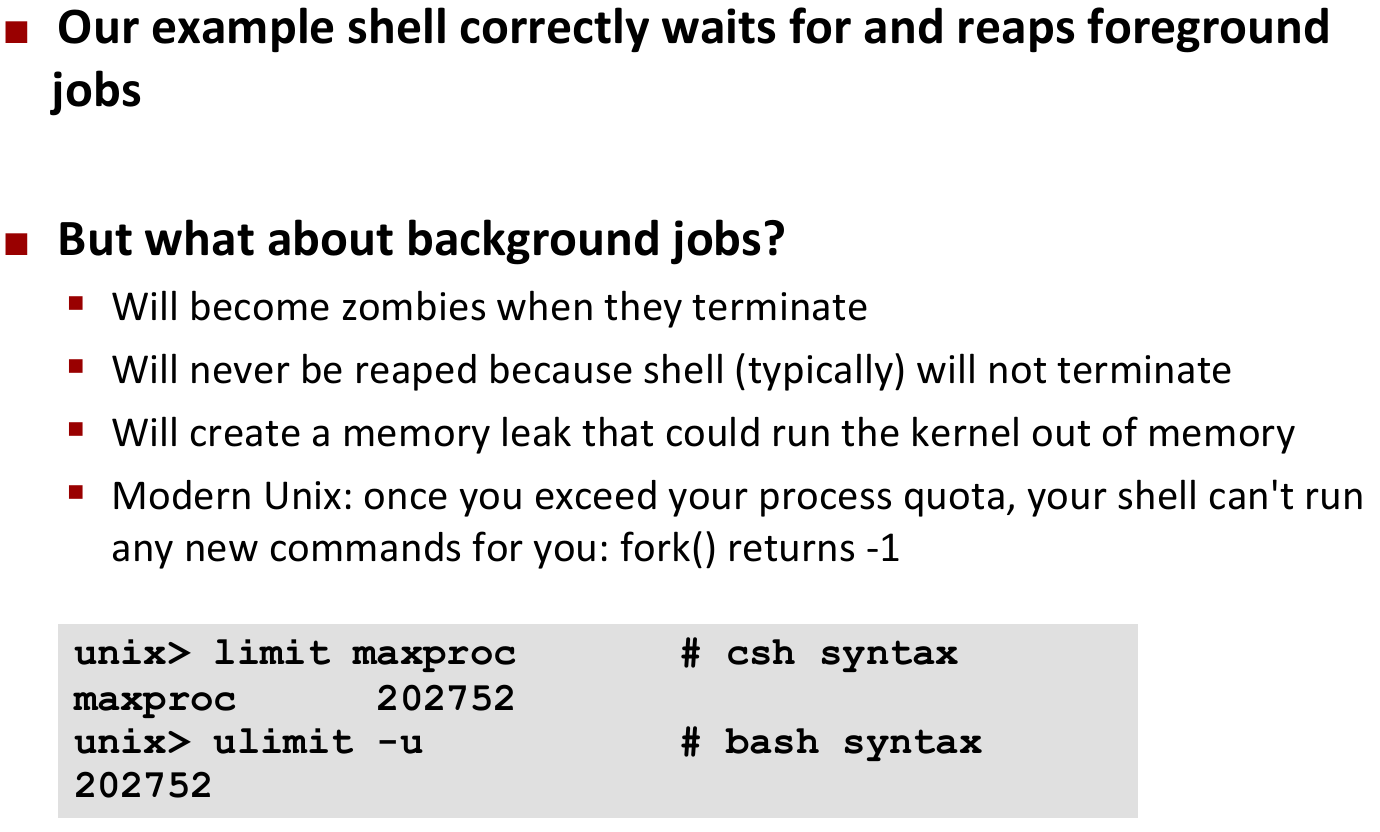 ■ Our example shell correctly waits for and reaps foreground
jobs
■ But what about background jobs?
▪ Will become zombies when they terminate
▪ Will never be reaped because shell (typically) will not terminate
▪ Will create a memory leak that could run the kernel out of memory
▪ Modern Unix: once you exceed your process quota, your shell can't run
any new commands for you: fork() returns -1
unix> limit maxproc       # csh syntax
maxproc      202752
unix> ulimit -u           # bash syntax
202752